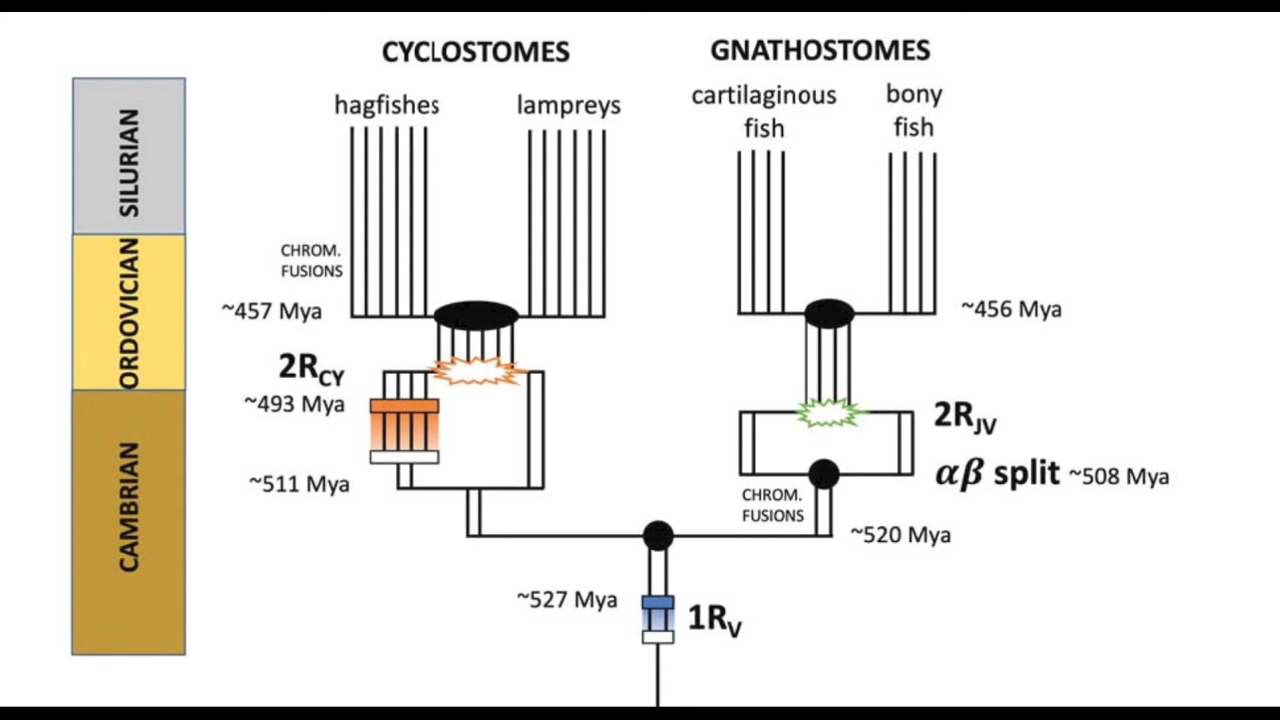 CYCLOSTOMES
GNATHOSTOMES
hagfishes
lampreys
cartilaginous
fish
bony
fish
SILURIAN
ORDOVICIAN
CAMBRIAN
CHROM.
FUSIONS
~457 Mya
~456 Mya
2RCY
~493 Mya
2RJV
~511 Mya
αβ split ~508 Mya
CHROM.
FUSIONS
~520 Mya
~527 Mya
1RV